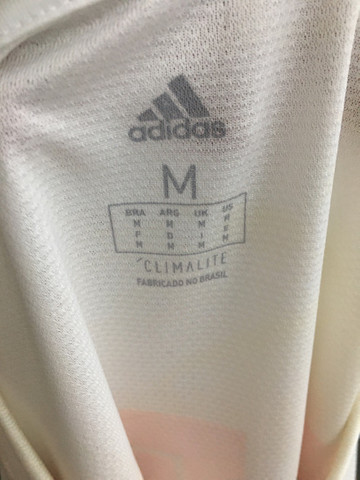 adidas
M
BRA ARG UK US
M M M M
F D I E
M M M M
CLIMALITE
FABRICADO NO BRASIL